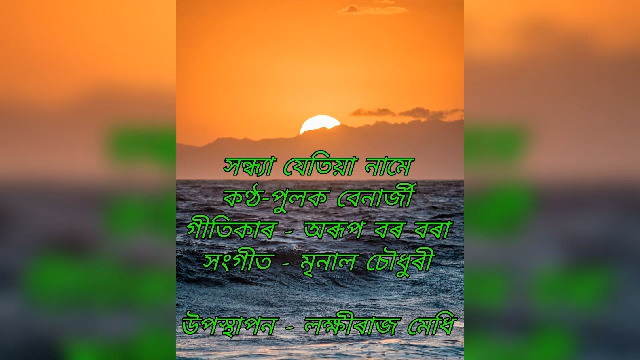 সন্ধ্যা যেতিয়া নামে
কণ্ঠ-পুলক বেনাৰ্জী
গীতিকাৰ - অৰূপ বৰ বৰা
সংগীত - মৃনাল চৌধুৰী
উপস্থাপন - লক্ষীৰাজ মেধি